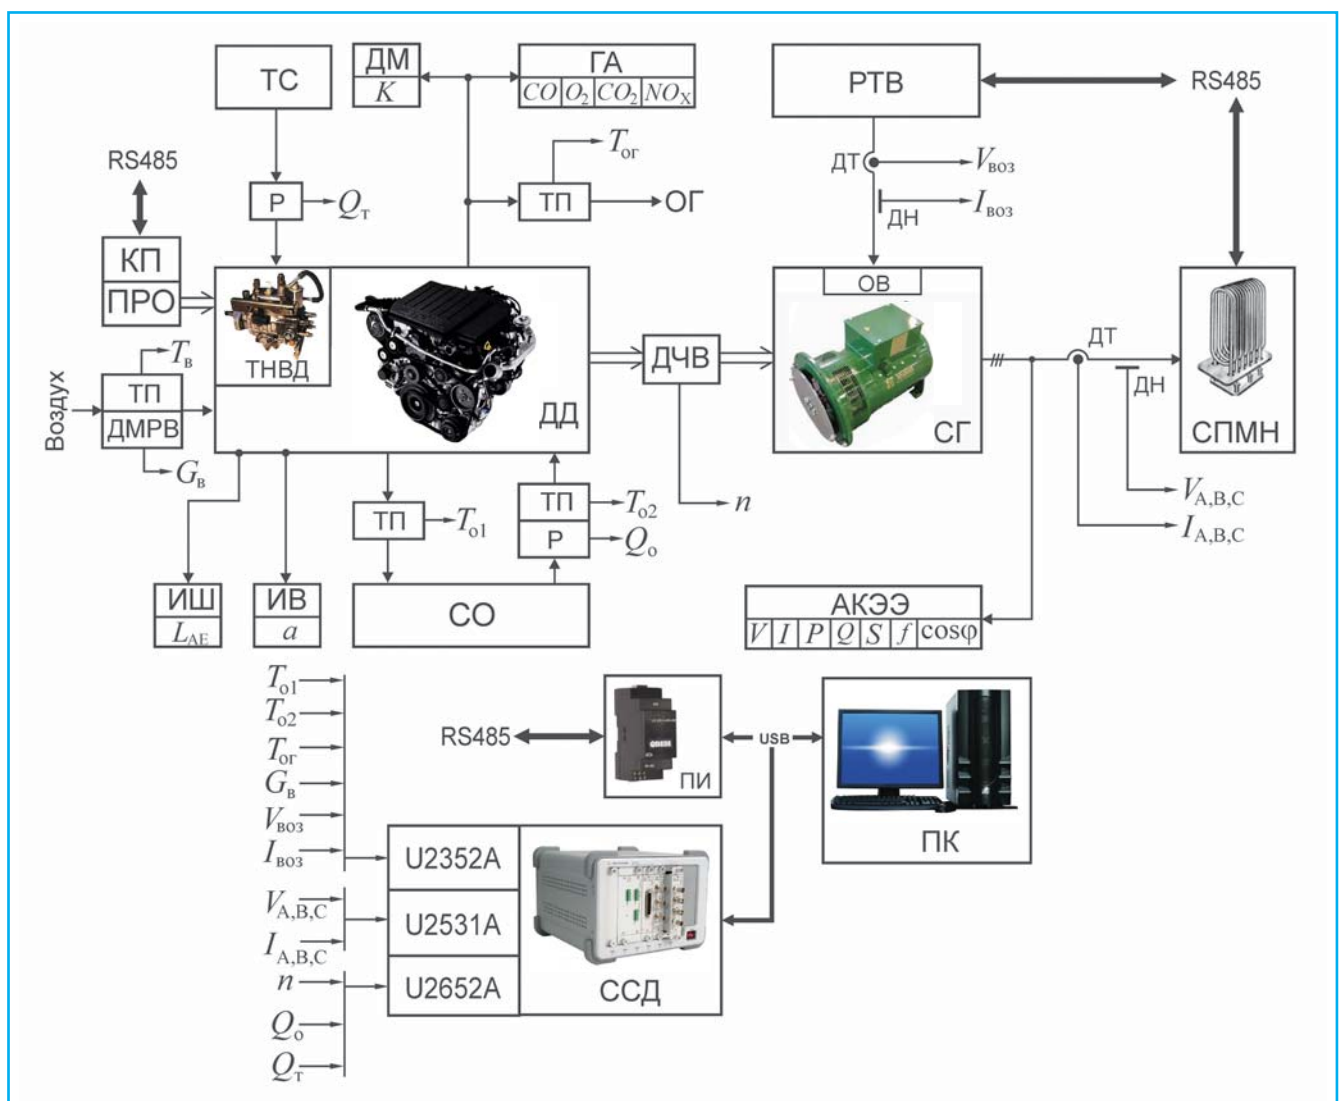 ТС
ДМ
K
ГА
CO O₂ CO₂ NOₓ
РТВ
RS485
Tог
ТП
ОГ
ДТ
Vвоз
ДН
Iвоз
RS485
Р
Qт
КП
ПРО
ТНВД
ДД
ДЧВ
n
ОВ
СГ
ДТ
ДН
СПМН
VA,B,C
IA,B,C
Воздух
Tв
ТП
ДМРВ
Gв
ТП
Tо1
ТП
Р
Tо2
Qо
ИШ
LAE
ИВ
a
СО
АКЭЭ
V I P Q S f cosφ
Tо1
Tо2
Tог
Gв
Vвоз
Iвоз
VA,B,C
IA,B,C
n
Qо
Qт
RS485
ПИ
USB
ПК
U2352A
U2531A
U2652A
ССД